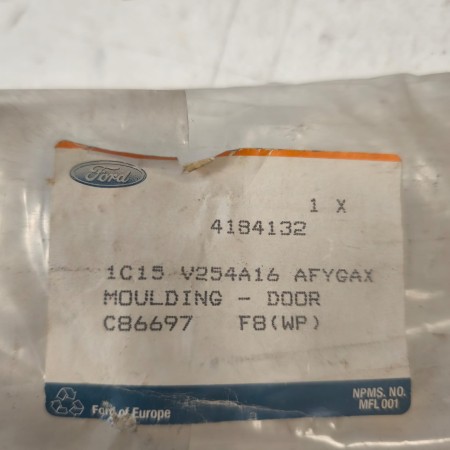 Ford
1 X
4184132
1C15 V254A16 AFYGAX
MOULDING - DOOR
C86697 F8(WP)
Ford of Europe
NPMS. NO.
MFL 001